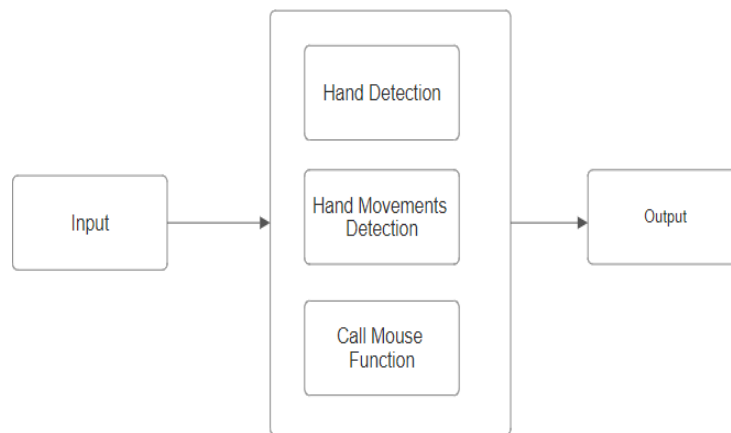 Hand Detection
Input
Hand Movements
Detection
Output
Call Mouse
Function